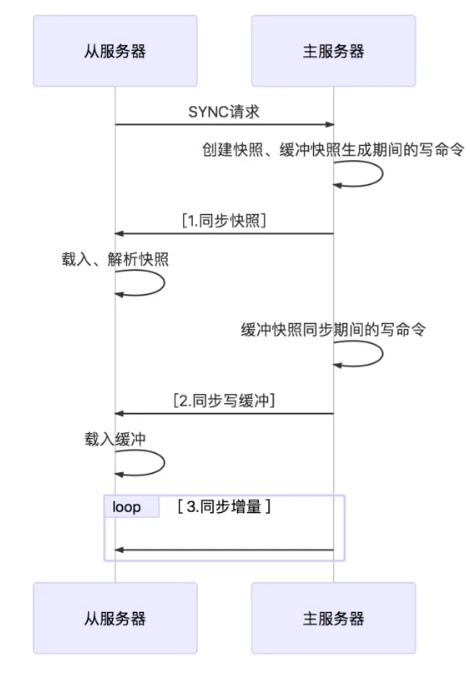 从服务器
主服务器
SYNC请求
创建快照、缓冲快照生成期间的写命令
[1.同步快照]
载入、解析快照
缓冲快照同步期间的写命令
[2.同步写缓冲]
载入缓冲
loop
[ 3.同步增量 ]
从服务器
主服务器